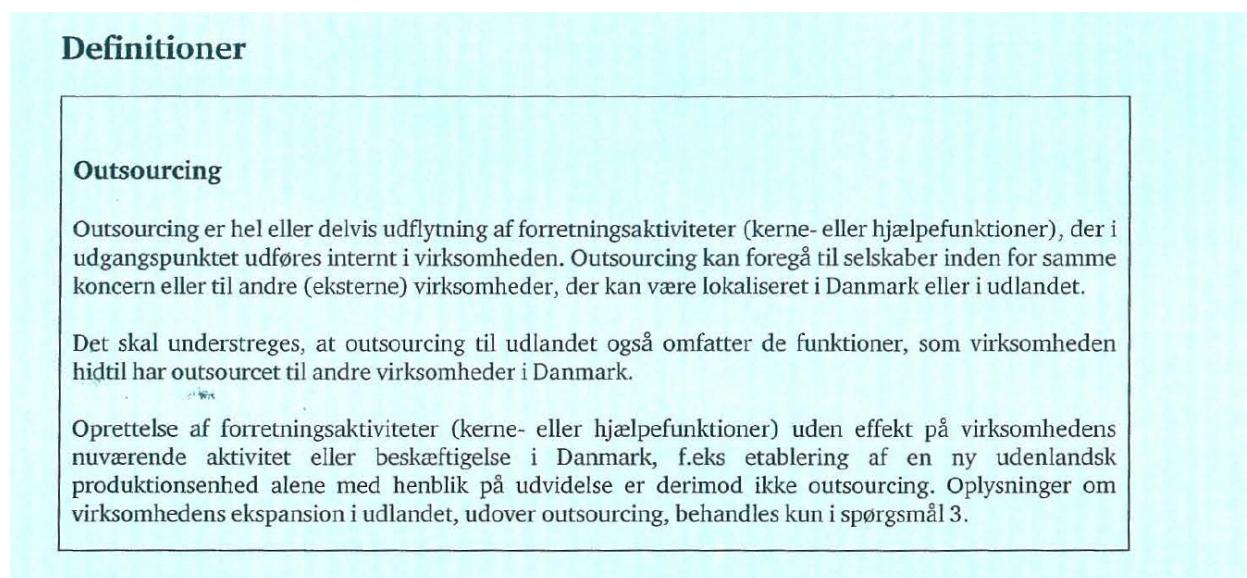 Definitioner
Outsourcing
Outsourcing er hel eller delvis udflytning af forretningsaktiviteter (kerne- eller hjælpefunktioner), der i
udgangspunktet udføres internt i virksomheden. Outsourcing kan foregå til selskaber inden for samme
koncern eller til andre (eksterne) virksomheder, der kan være lokaliseret i Danmark eller i udlandet.
Det skal understreges, at outsourcing til udlandet også omfatter de funktioner, som virksomheden
hidtil har outsourcet til andre virksomheder i Danmark.
Oprettelse af forretningsaktiviteter (kerne- eller hjælpefunktioner) uden effekt på virksomhedens
nuværende aktivitet eller beskæftigelse i Danmark, f.eks etablering af en ny udenlandsk
produktionsenhed alene med henblik på udvidelse er derimod ikke outsourcing. Oplysninger om
virksomhedens ekspansion i udlandet, udover outsourcing, behandles kun i spørgsmål 3.